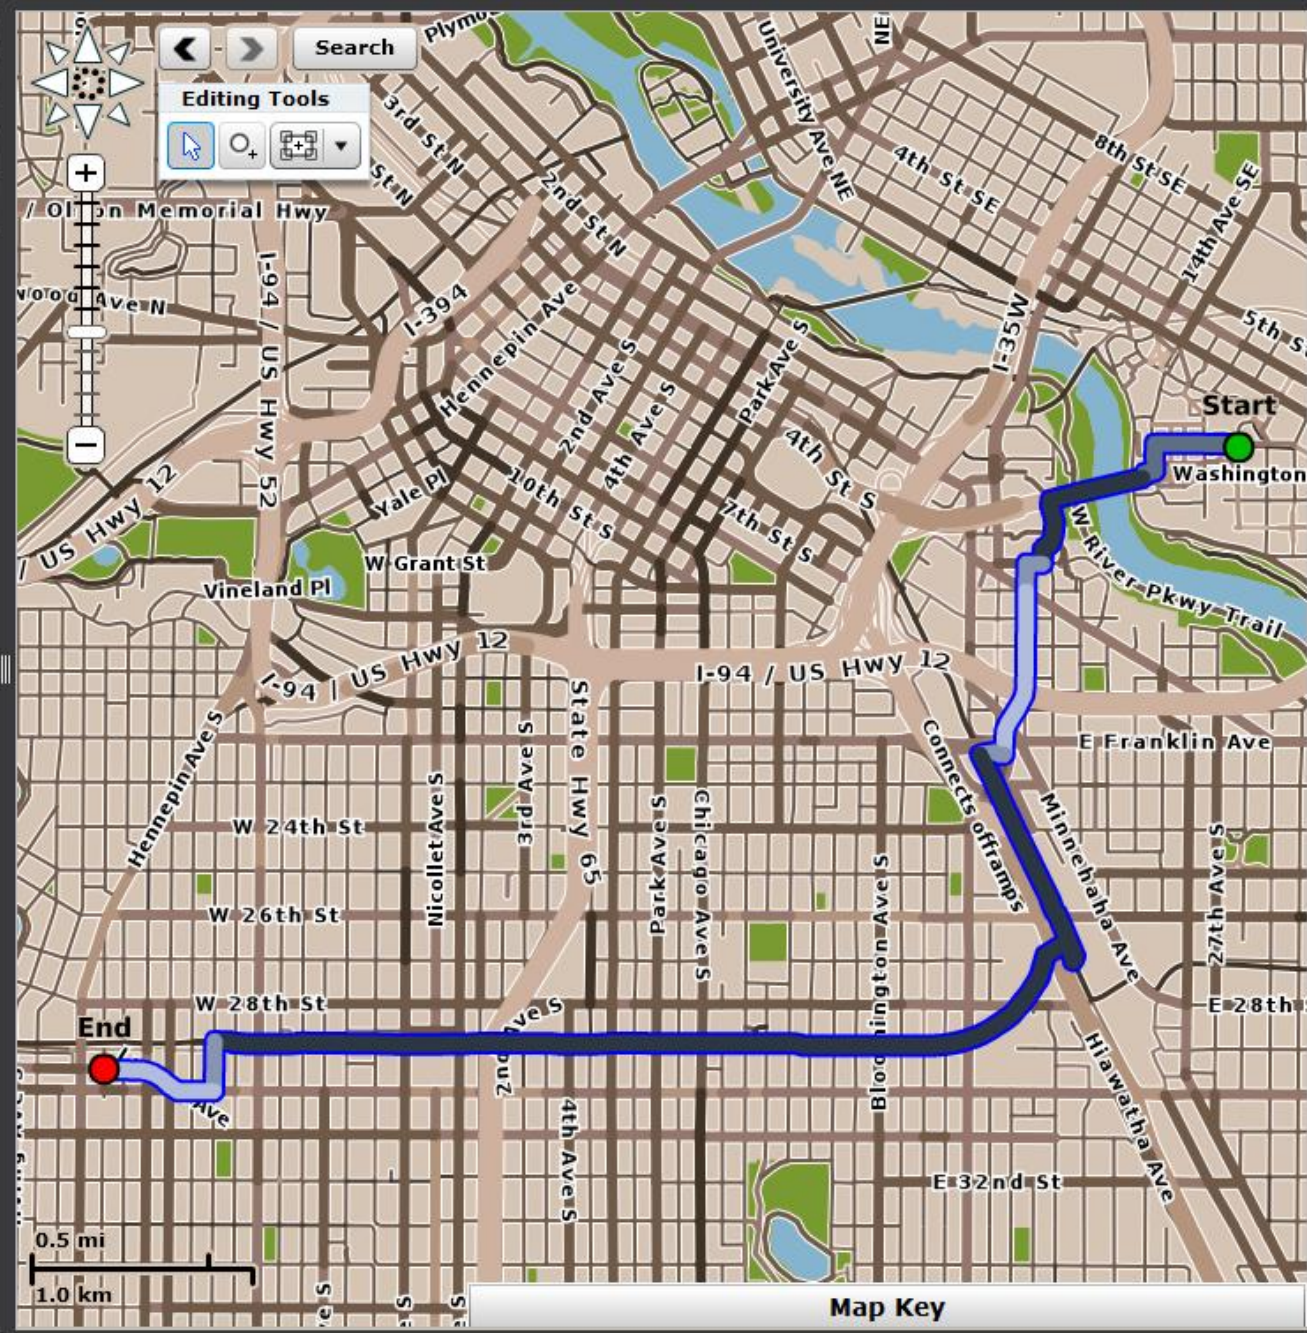 Search
Editing Tools
+
−
NE
University Ave NE
3rd St N
St N
2nd St N
4th St SE
8th St SE
14th Ave SE
5th St
Memorial Hwy
Ave N
I-94 / US Hwy 52
I-394
Hennepin Ave
2nd Ave S
4th Ave S
Park Ave S
I-35W
Start
Washington
4th St S
7th St S
10th St S
Yale Pl
W Grant St
/ US Hwy 12
Vineland Pl
W River Pkwy Trail
I-94 / US Hwy 12
I-94 / US Hwy 12
State Hwy 65
E Franklin Ave
Connects offramps
Minnehaha Ave
Hennepin Ave S
W 24th St
Nicollet Ave S
3rd Ave S
Park Ave S
Chicago Ave S
Bloomington Ave S
27th Ave S
W 26th St
W 28th St
2nd Ave S
E 28th
End
Ave
4th Ave S
Hiawatha Ave
E 32nd St
0.5 mi
1.0 km
ve S
S
S
Map Key